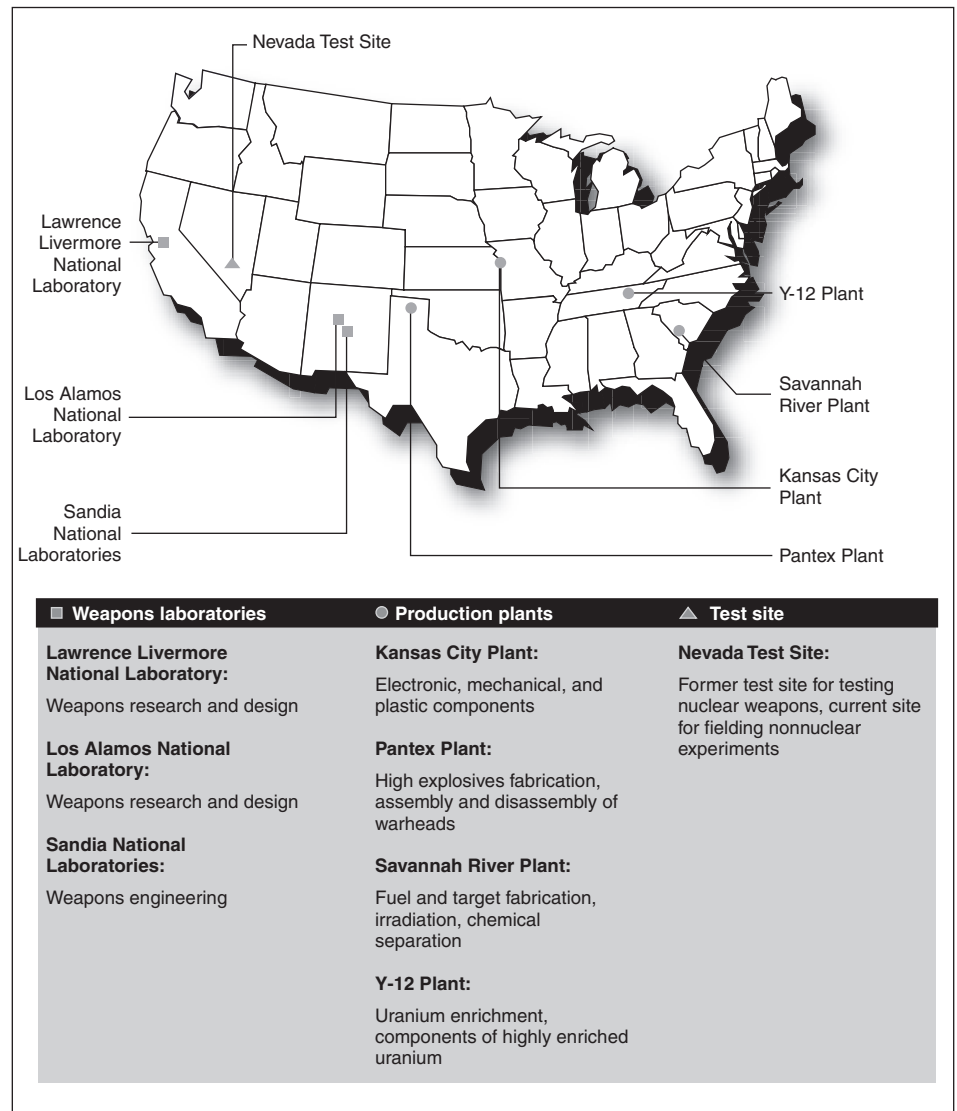 Nevada Test Site
Lawrence
Livermore
National
Laboratory
Y-12 Plant
Savannah
River Plant
Los Alamos
National
Laboratory
Kansas City
Plant
Sandia
National
Laboratories
Pantex Plant
Weapons laboratories
Lawrence Livermore
National Laboratory:
Weapons research and design
Los Alamos National
Laboratory:
Weapons research and design
Sandia National
Laboratories:
Weapons engineering
Production plants
Kansas City Plant:
Electronic, mechanical, and
plastic components
Pantex Plant:
High explosives fabrication,
assembly and disassembly of
warheads
Savannah River Plant:
Fuel and target fabrication,
irradiation, chemical
separation
Y-12 Plant:
Uranium enrichment,
components of highly enriched
uranium
Test site
Nevada Test Site:
Former test site for testing
nuclear weapons, current site
for fielding nonnuclear
experiments